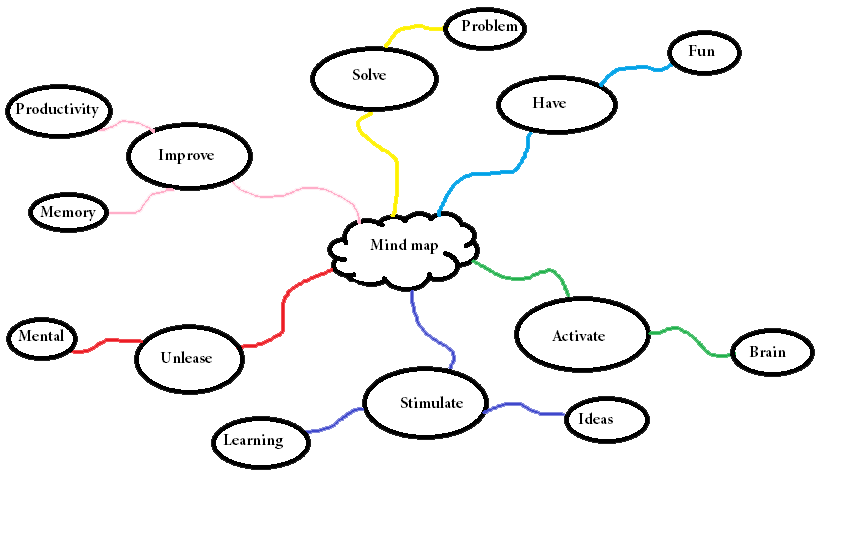 Problem
Solve
Fun
Have
Productivity
Improve
Memory
Mind map
Mental
Unlease
Activate
Brain
Stimulate
Ideas
Learning